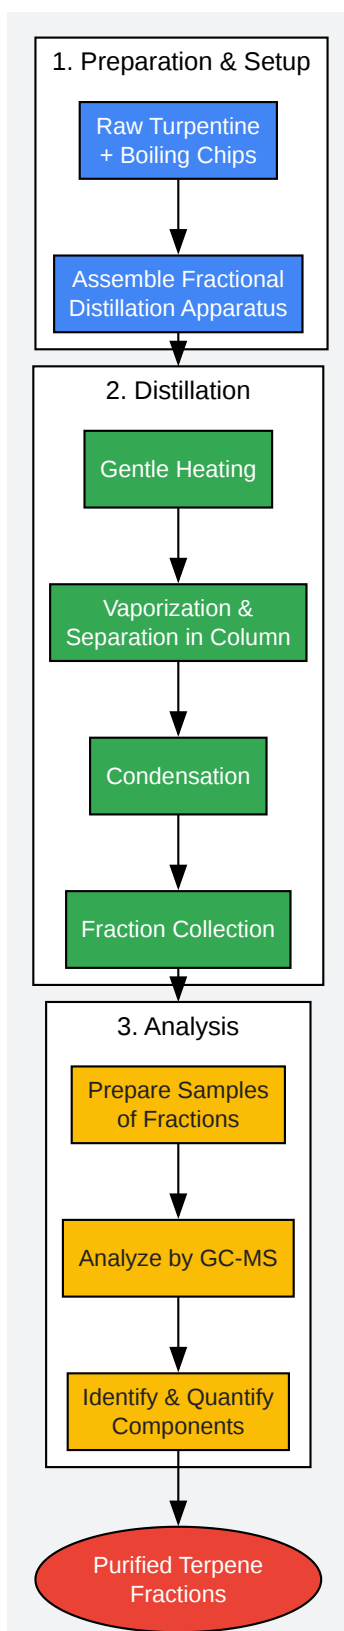 1. Preparation & Setup
Raw Turpentine
+ Boiling Chips
Assemble Fractional
Distillation Apparatus
2. Distillation
Gentle Heating
Vaporization &
Separation in Column
Condensation
Fraction Collection
3. Analysis
Prepare Samples
of Fractions
Analyze by GC-MS
Identify & Quantify
Components
Purified Terpene
Fractions